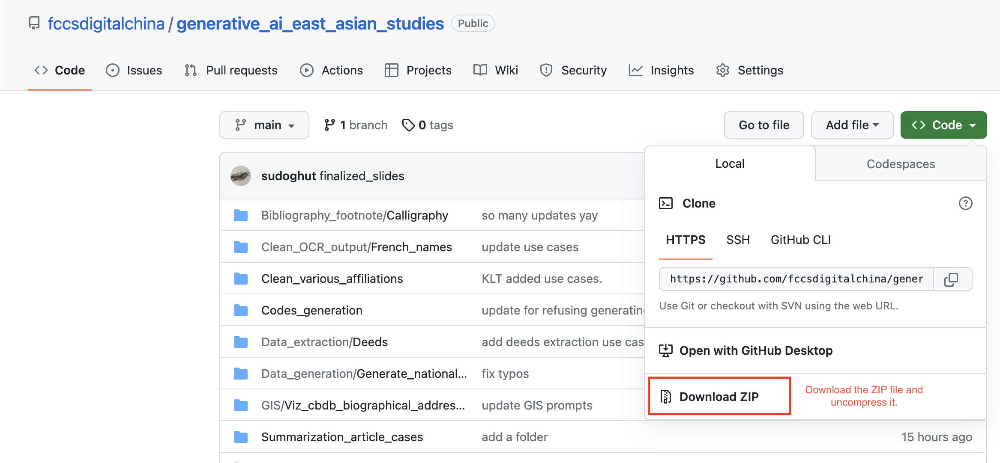 fccsdigitalchina / generative_ai_east_asian_studies Public
Code Issues Pull requests Actions Projects Wiki Security Insights Settings
main 1 branch 0 tags Go to file Add file Code
sudoghut finalized_slides
Bibliography_footnote/Calligraphy so many updates yay
Clean_OCR_output/French_names update use cases
Clean_various_affiliations KLT added use cases.
Codes_generation update for refusing generating
Data_extraction/Deeds add deeds extraction use cas
Data_generation/Generate_national... fix typos
GIS/Viz_cbdb_biographical_addres... update GIS prompts
Summarization_article_cases add a folder 15 hours ago
Local Codespaces
Clone
HTTPS SSH GitHub CLI
https://github.com/fccsdigitalchina/gener
Use Git or checkout with SVN using the web URL.
Open with GitHub Desktop
Download ZIP
Download the ZIP file and
uncompress it.